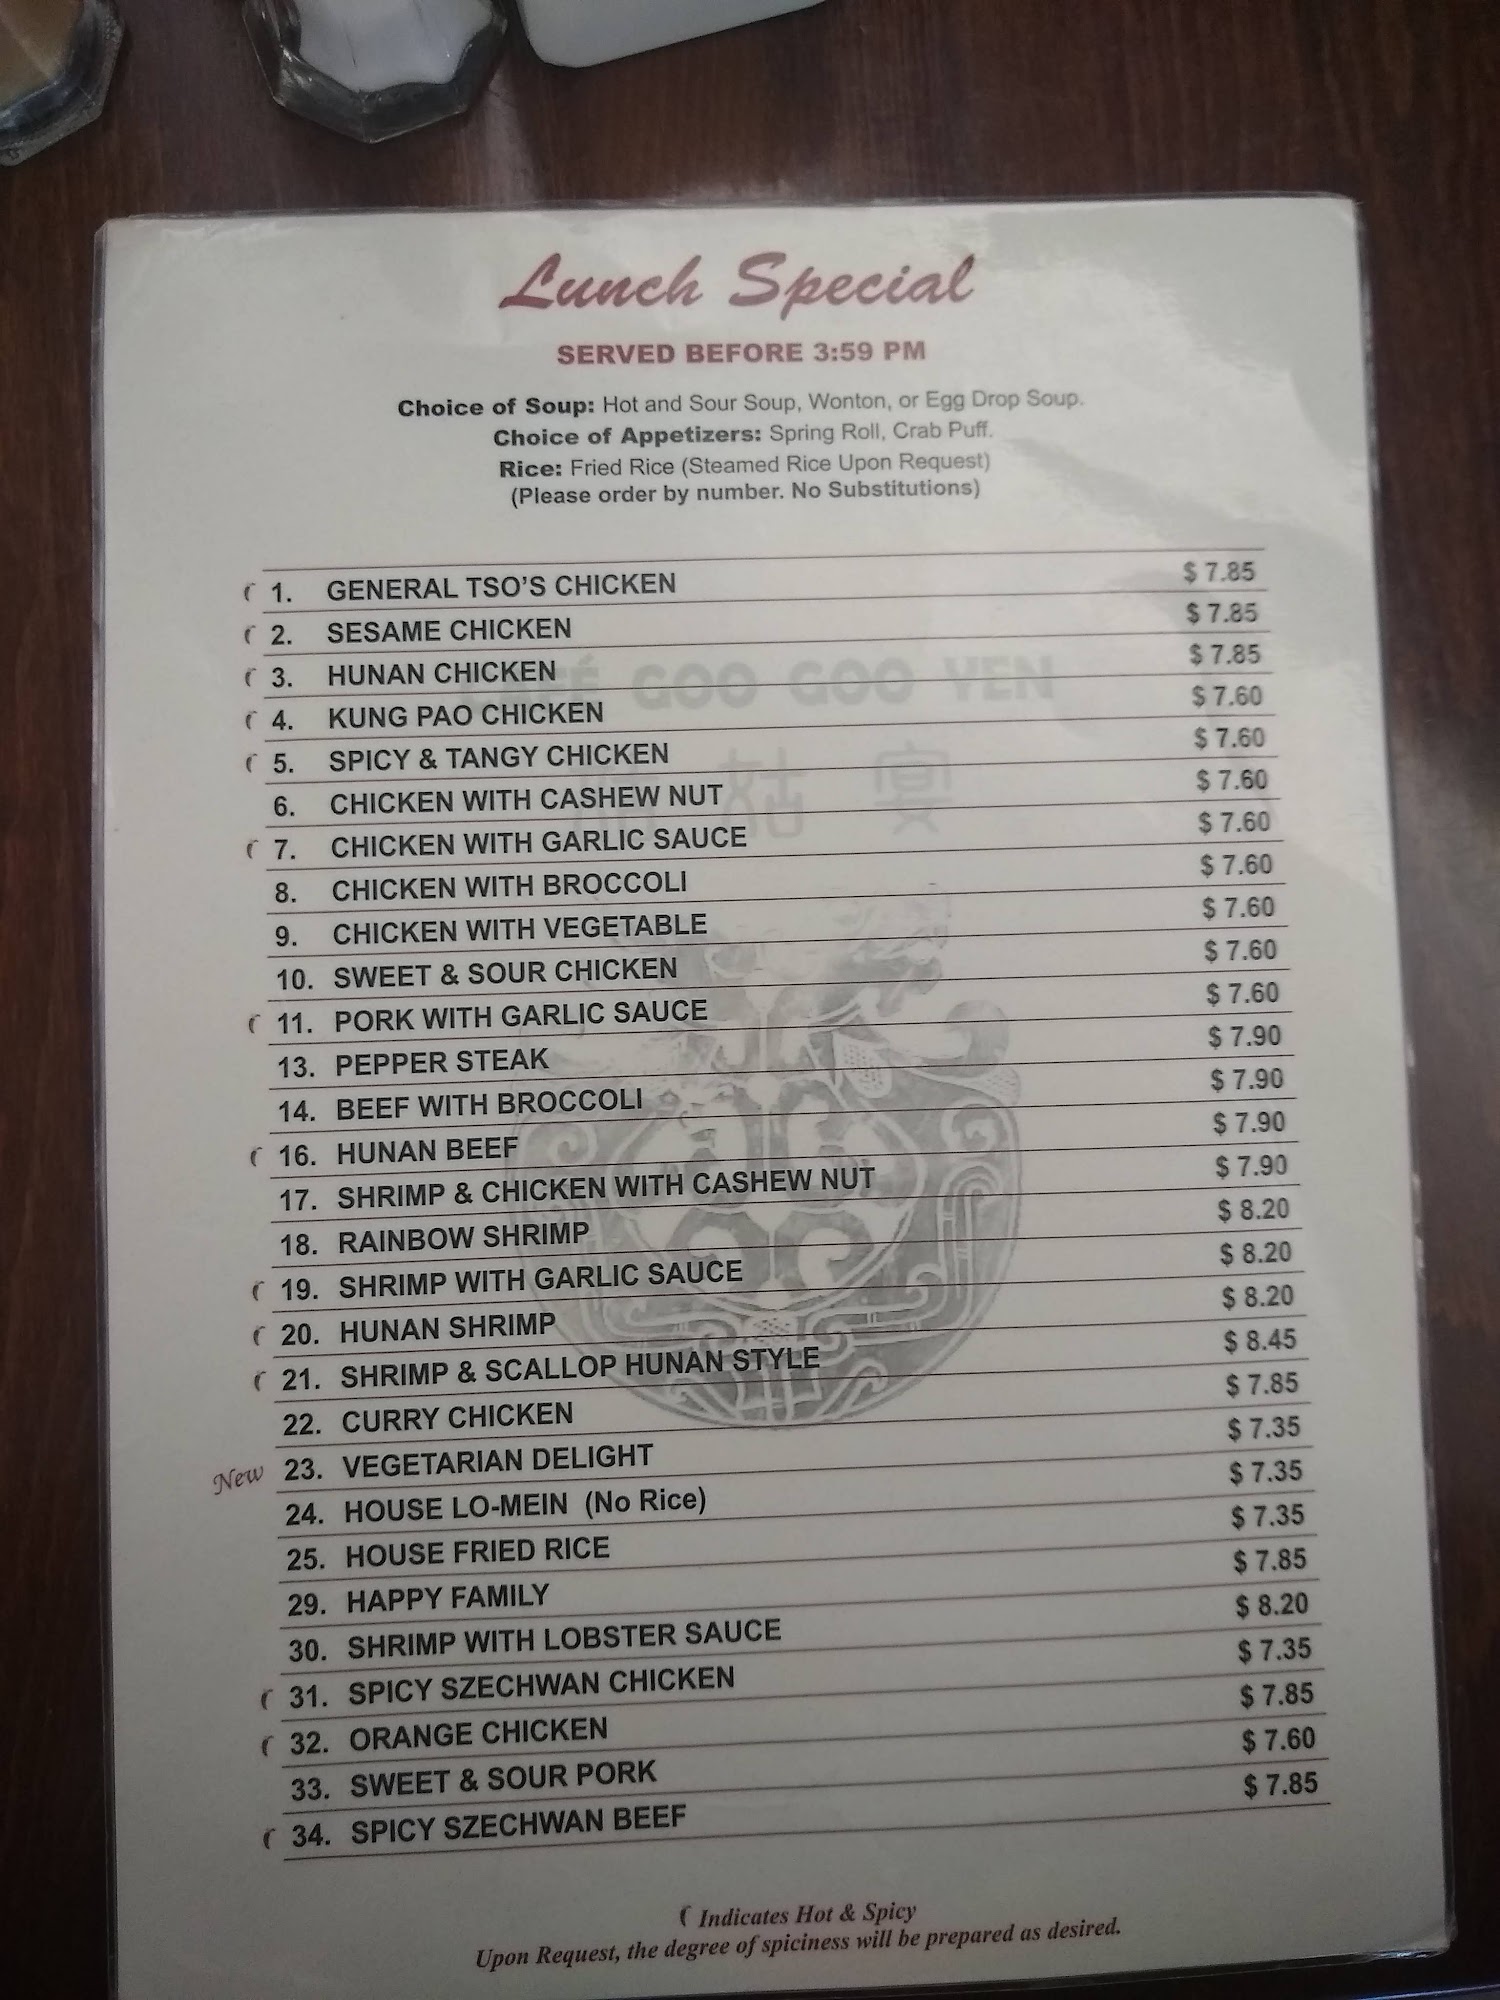 Lunch Special
SERVED BEFORE 3:59 PM
Choice of Soup: Hot and Sour Soup, Wonton, or Egg Drop Soup.
Choice of Appetizers: Spring Roll, Crab Puff.
Rice: Fried Rice (Steamed Rice Upon Request)
(Please order by number. No Substitutions)
1. GENERAL TSO'S CHICKEN $ 7.85
2. SESAME CHICKEN $ 7.85
3. HUNAN CHICKEN $ 7.85
CAFÉ GOO GOO YEN
4. KUNG PAO CHICKEN $ 7.60
5. SPICY & TANGY CHICKEN $ 7.60
姑 宴
6. CHICKEN WITH CASHEW NUT $ 7.60
7. CHICKEN WITH GARLIC SAUCE $ 7.60
8. CHICKEN WITH BROCCOLI $ 7.60
9. CHICKEN WITH VEGETABLE $ 7.60
10. SWEET & SOUR CHICKEN $ 7.60
11. PORK WITH GARLIC SAUCE $ 7.60
13. PEPPER STEAK $ 7.90
14. BEEF WITH BROCCOLI $ 7.90
16. HUNAN BEEF $ 7.90
17. SHRIMP & CHICKEN WITH CASHEW NUT $ 7.90
18. RAINBOW SHRIMP $ 8.20
19. SHRIMP WITH GARLIC SAUCE $ 8.20
20. HUNAN SHRIMP $ 8.20
21. SHRIMP & SCALLOP HUNAN STYLE $ 8.45
22. CURRY CHICKEN $ 7.85
New 23. VEGETARIAN DELIGHT $ 7.35
24. HOUSE LO-MEIN (No Rice) $ 7.35
25. HOUSE FRIED RICE $ 7.35
29. HAPPY FAMILY $ 7.85
30. SHRIMP WITH LOBSTER SAUCE $ 8.20
31. SPICY SZECHWAN CHICKEN $ 7.35
32. ORANGE CHICKEN $ 7.85
33. SWEET & SOUR PORK $ 7.60
34. SPICY SZECHWAN BEEF $ 7.85
Indicates Hot & Spicy
Upon Request, the degree of spiciness will be prepared as desired.